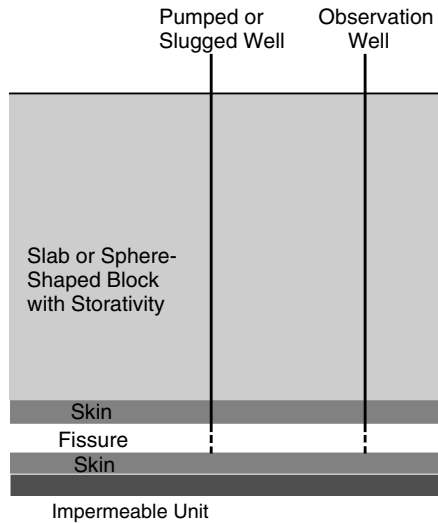 Pumped or
Slugged Well
Observation
Well
Slab or Sphere-
Shaped Block
with Storativity
Skin
Fissure
Skin
Impermeable Unit